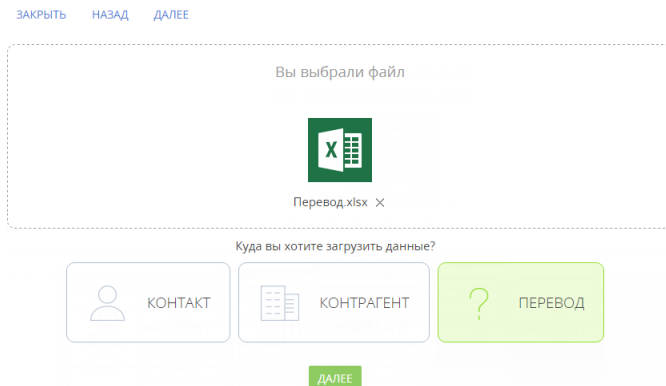 ЗАКРЫТЬ НАЗАД ДАЛЕЕ
Вы выбрали файл
X
Перевод.xlsx ×
Куда вы хотите загрузить данные?
КОНТАКТ КОНТРАГЕНТ ? ПЕРЕВОД
ДАЛЕЕ